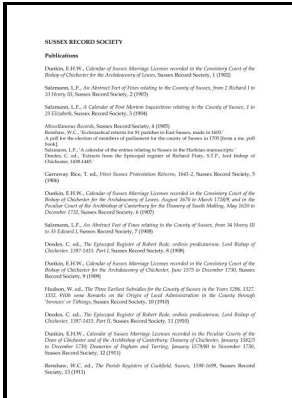 SUSSEX RECORD SOCIETY
Publications
Dunkin, E.H.W., Calendar of Sussex Marriage Licences recorded in the Consistory Court of the
Bishop of Chichester for the Archdeaconry of Lewes, Sussex Record Society, 1 (1902)
Salzmann, L.F., An Abstract Feet of Fines relating to the County of Sussex, from 2 Richard I to
33 Henry III, Sussex Record Society, 2 (1903)
Salzmann, L.F., A Calendar of Post Mortem Inquisitions relating to the County of Sussex, 1 to
25 Elizabeth, Sussex Record Society, 3 (1904)
Miscellaneous Records, Sussex Record Society, 4 (1905)
Renshaw, W.C., 'Ecclesiastical returns for 81 parishes in East Sussex, made in 1603.'
A poll for the election of members of parliament for the county of Sussex in 1705 [from a ms. poll
book].
Salzmann, L.F., 'A calendar of the entries relating to Sussex in the Harleian manuscripts.'
Deedes, C. ed., 'Extracts from the Episcopal register of Richard Praty, S.T.P., lord bishop of
Chichester, 1438-1445.'
Garraway Rice, T. ed., West Sussex Protestation Returns, 1641-2, Sussex Record Society, 5
(1906)
Dunkin, E.H.W., Calendar of Sussex Marriage Licences recorded in the Consistory Court of the
Bishop of Chichester for the Archdeaconry of Lewes, August 1670 to March 1728/9, and in the
Peculiar Court of the Archbishop of Canterbury for the Deanery of South Malling, May 1620 to
December 1732, Sussex Record Society, 6 (1907)
Salzmann, L.F., An Abstract of Feet of Fines relating to the County of Sussex, from 34 Henry III
to 35 Edward I, Sussex Record Society, 7 (1908)
Deedes, C. ed., The Episcopal Register of Robert Rede, ordinis predicatorum, Lord Bishop of
Chichester, 1397-1415. Part I, Sussex Record Society, 8 (1908)
Dunkin, E.H.W., Calendar of Sussex Marriage Licences recorded in the Consistory Court of the
Bishop of Chichester for the Archdeaconry of Chichester, June 1575 to December 1730, Sussex Record
Society, 9 (1909)
Hudson, W. ed., The Three Earliest Subsidies for the County of Sussex in the Years 1296, 1327,
1332. With some Remarks on the Origin of Local Administration in the County through
'borowes' or Tithings, Sussex Record Society, 10 (1910)
Deedes, C. ed., The Episcopal Register of Robert Rede, ordinis predicatorum, Lord Bishop of
Chichester, 1397-1415. Part II, Sussex Record Society, 11 (1910)
Dunkin, E.H.W., Calendar of Sussex Marriage Licences recorded in the Peculiar Courts of the
Dean of Chichester and of the Archbishop of Canterbury: Deanery of Chichester, January 1582/3
to December 1730; Deaneries of Pagham and Tarring, January 1579/80 to November 1730,
Sussex Record Society, 12 (1911)
Renshaw, W.C. ed., The Parish Registers of Cuckfield, Sussex, 1598-1699, Sussex Record
Society, 13 (1911)